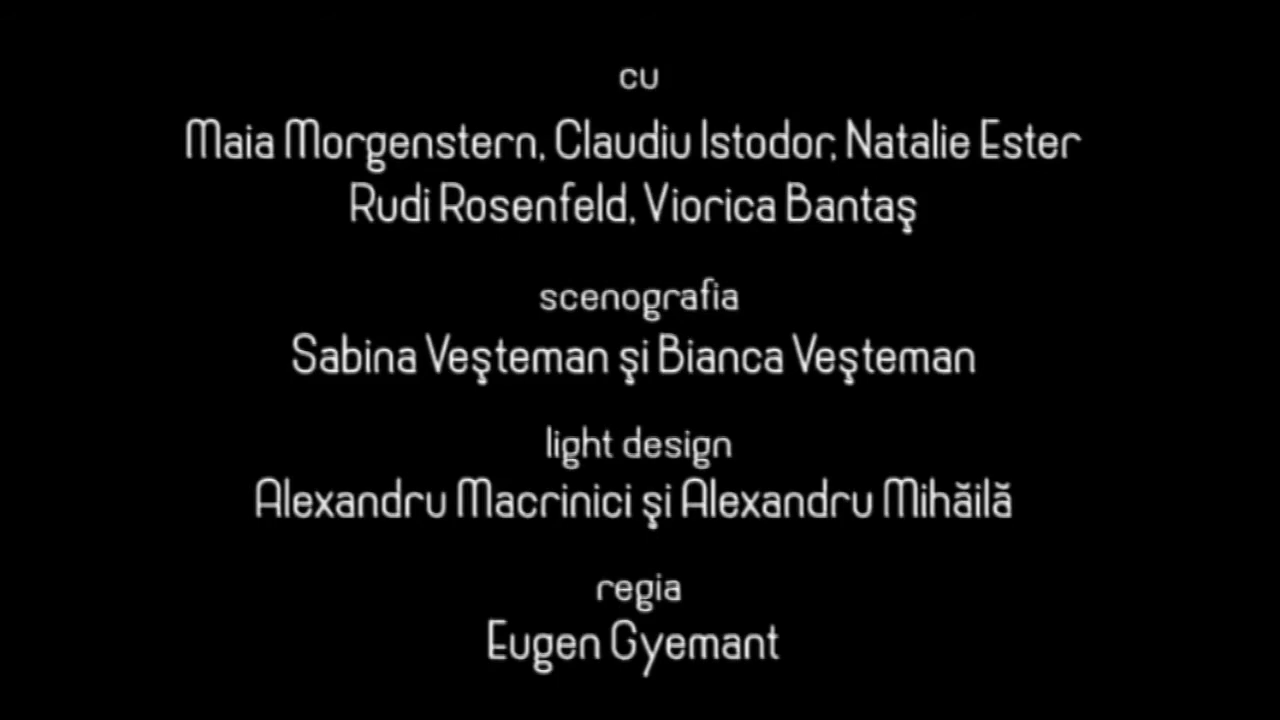 cu
Maia Morgenstern, Claudiu Istodor, Natalie Ester
Rudi Rosenfeld, Viorica Bantaş
scenografia
Sabina Veşteman şi Bianca Veşteman
light design
Alexandru Macrinici şi Alexandru Mihăilă
regia
Eugen Gyemant